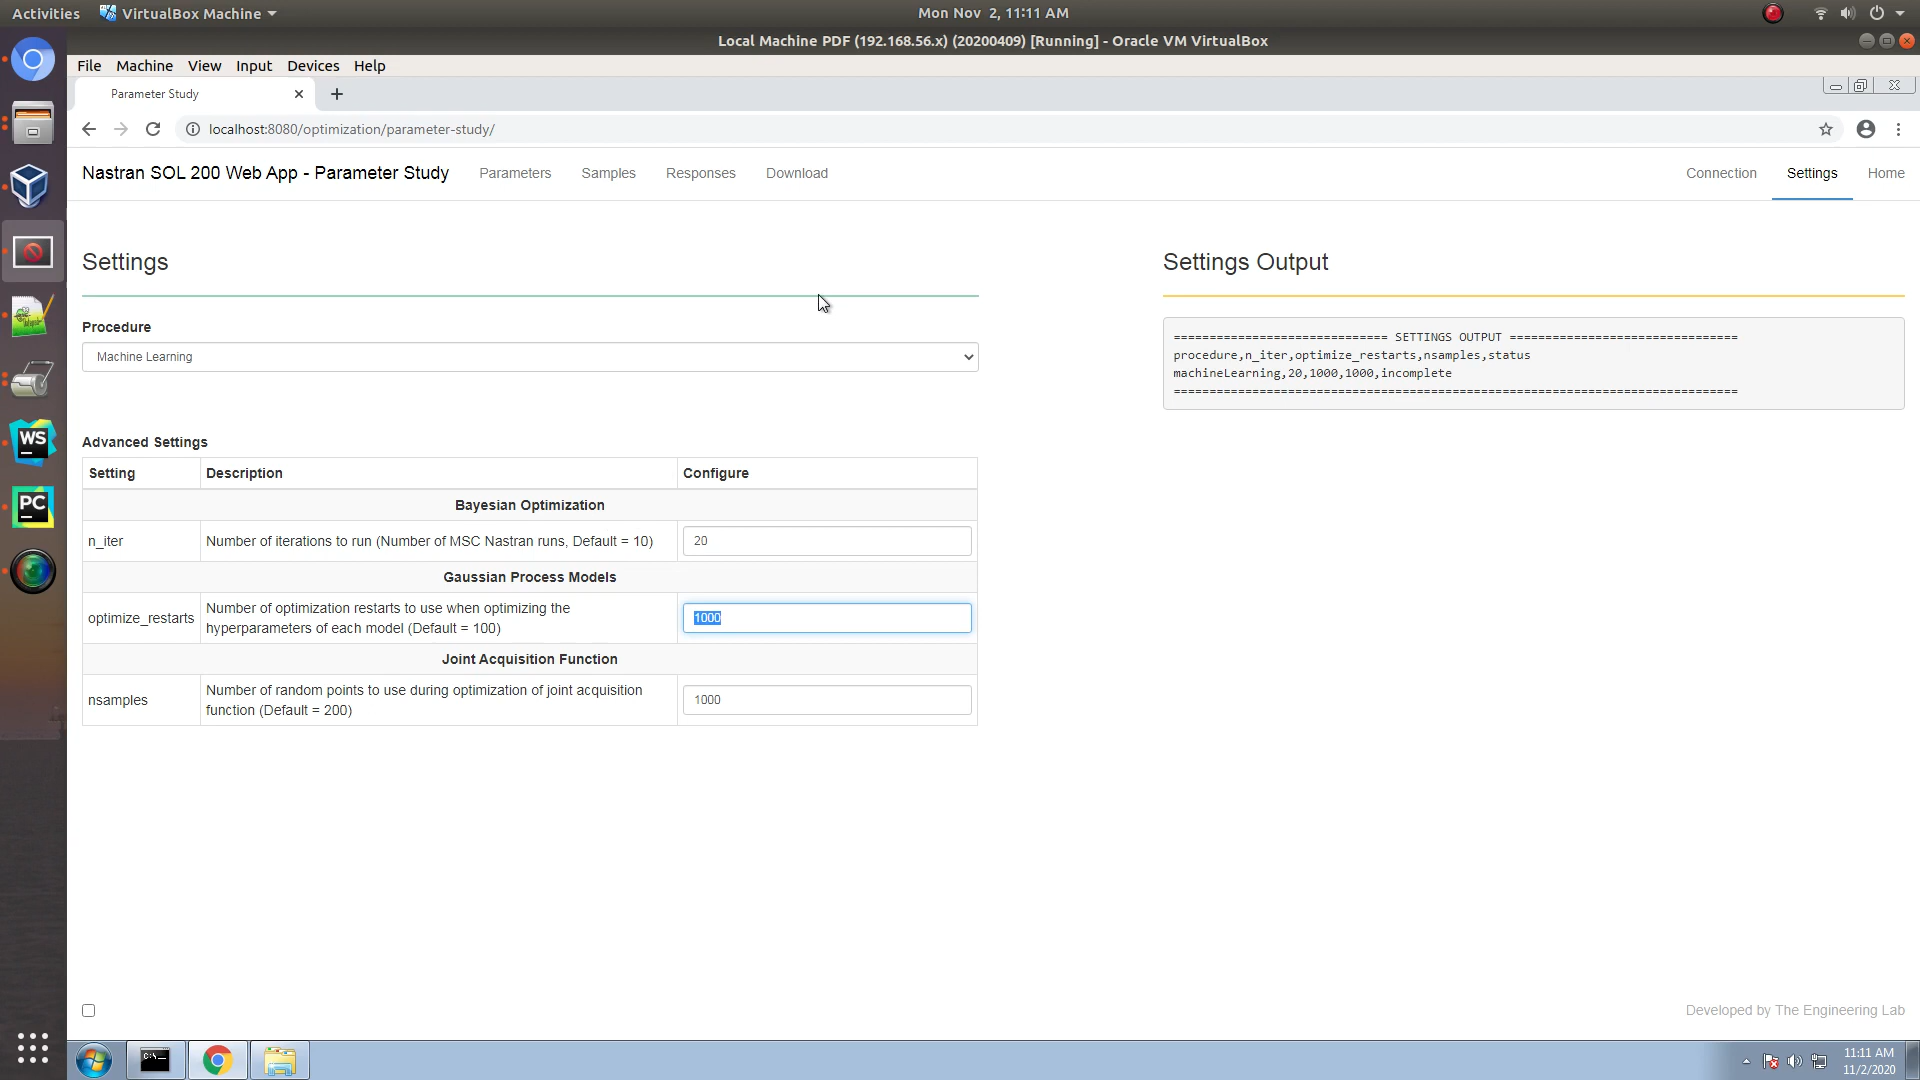 Activities
VirtualBox Machine
Mon Nov 2, 11:11 AM
Local Machine PDF (192.168.56.x) (20200409) [Running] - Oracle VM VirtualBox
File Machine View Input Devices Help
Parameter Study
localhost:8080/optimization/parameter-study/
Nastran SOL 200 Web App - Parameter Study
Parameters Samples Responses Download
Connection Settings Home
Settings
Procedure
Machine Learning
Advanced Settings
Setting Description Configure
Bayesian Optimization
n_iter Number of iterations to run (Number of MSC Nastran runs, Default = 10) 20
Gaussian Process Models
optimize_restarts Number of optimization restarts to use when optimizing the
hyperparameters of each model (Default = 100) 1000
Joint Acquisition Function
nsamples Number of random points to use during optimization of joint acquisition
function (Default = 200) 1000
Settings Output
============================== SETTINGS OUTPUT ================================
procedure,n_iter,optimize_restarts,nsamples,status
machineLearning,20,1000,1000,incomplete
===============================================================================
Developed by The Engineering Lab
WS
PC
C:\.
11:11 AM
11/2/2020